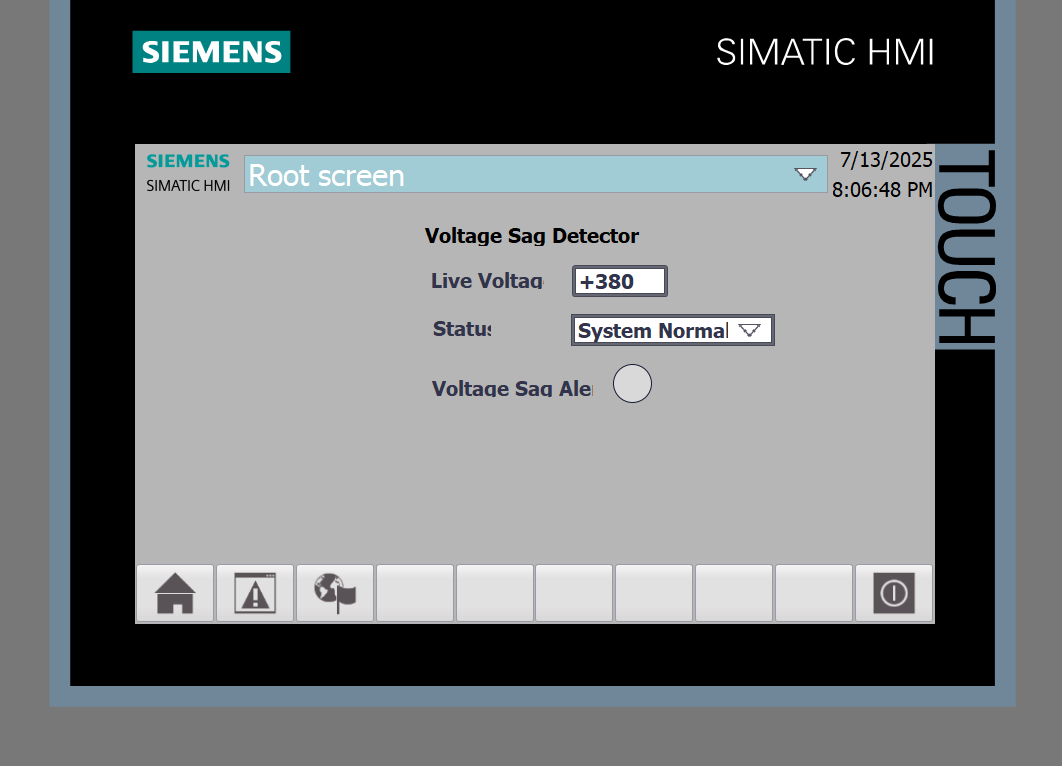 SIEMENS
SIMATIC HMI
SIEMENS
SIMATIC HMI
Root screen
7/13/2025
8:06:48 PM
TOUCH
Voltage Sag Detector
Live Voltag
+380
Status
System Normal
Voltage Sag Aler